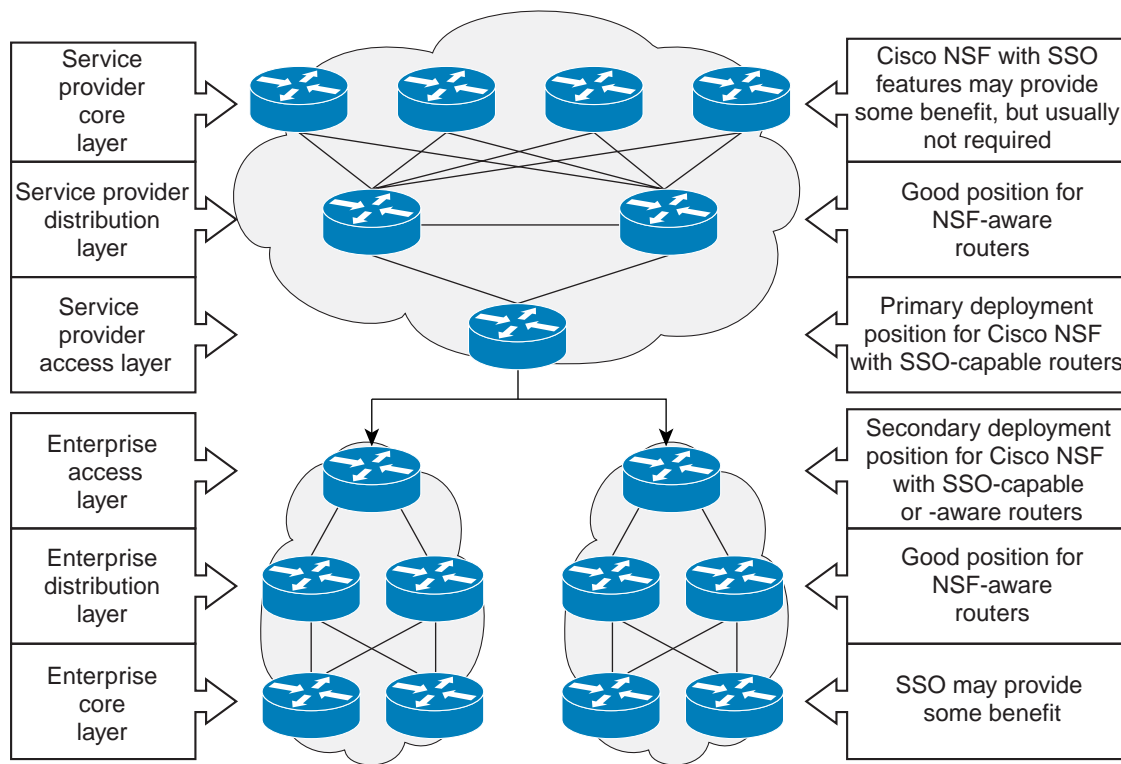 Service
provider
core
layer
Cisco NSF with SSO
features may provide
some benefit, but usually
not required
Service provider
distribution
layer
Good position for
NSF-aware
routers
Service
provider
access layer
Primary deployment
position for Cisco NSF
with SSO-capable routers
Enterprise
access
layer
Secondary deployment
position for Cisco NSF
with SSO-capable
or -aware routers
Enterprise
distribution
layer
Good position for
NSF-aware
routers
Enterprise
core
layer
SSO may provide
some benefit